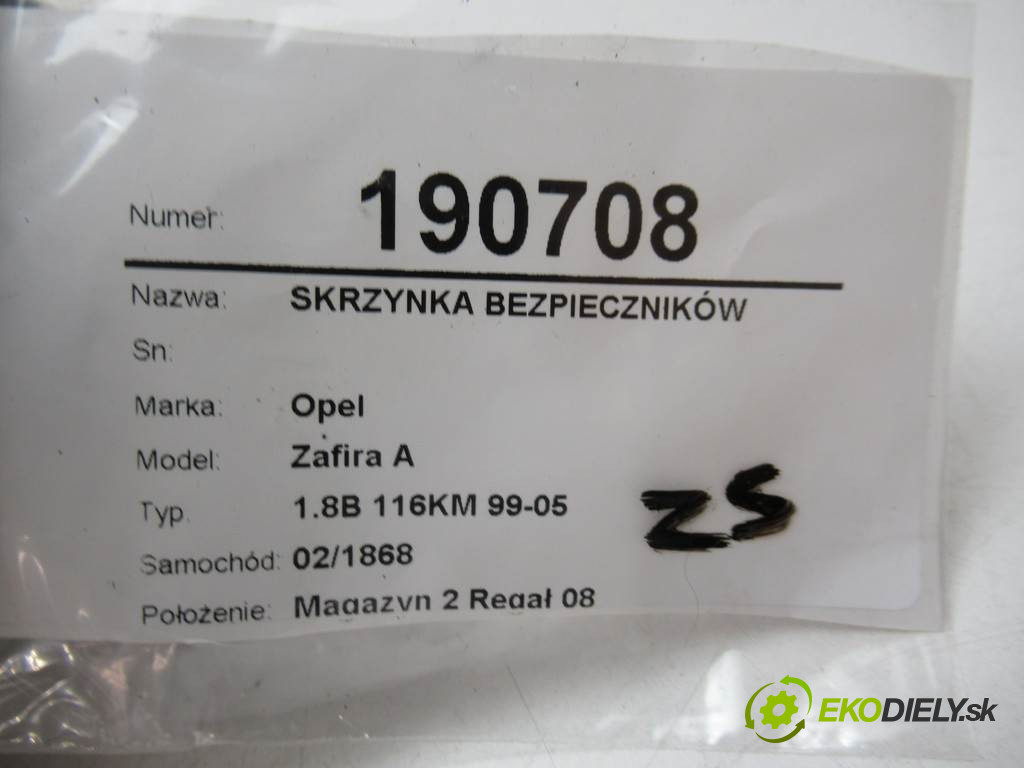 Numer: 190708
Nazwa: SKRZYNKA BEZPIECZNIKÓW
Sn:
Marka: Opel
Model: Zafira A
Typ. 1.8B 116KM 99-05
ZS
Samochód: 02/1868
Położenie: Magazyn 2 Regał 08
EKODIELY.sk